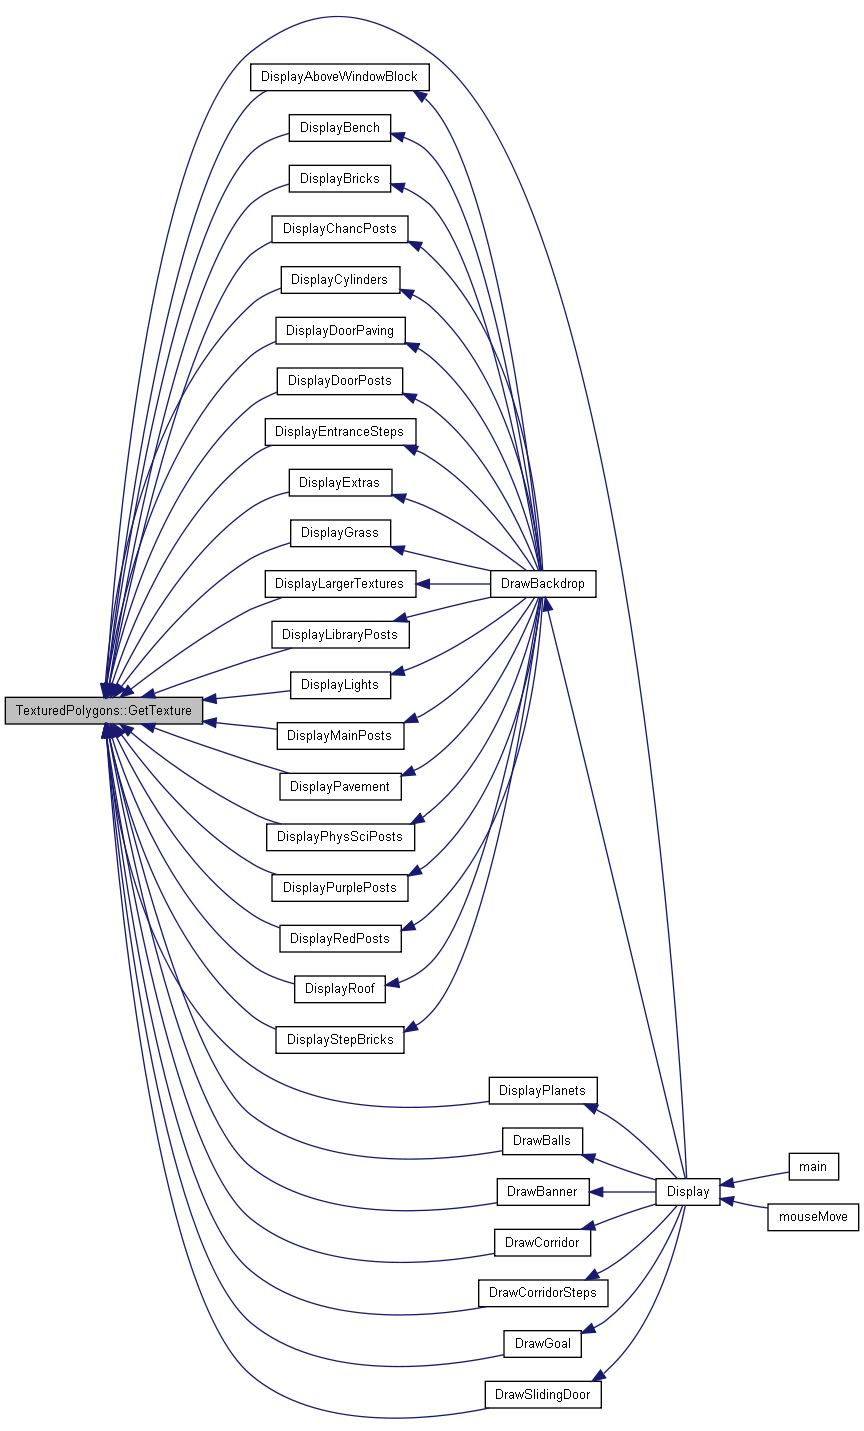 DisplayAboveWindowBlock
DisplayBench
DisplayBricks
DisplayChancPosts
DisplayCylinders
DisplayDoorPaving
DisplayDoorPosts
DisplayEntranceSteps
DisplayExtras
DisplayGrass
DisplayLargerTextures
DrawBackdrop
DisplayLibraryPosts
DisplayLights
TexturedPolygons::GetTexture
DisplayMainPosts
DisplayPavement
DisplayPhysSciPosts
DisplayPurplePosts
DisplayRedPosts
DisplayRoof
DisplayStepBricks
DisplayPlanets
DrawBalls
main
DrawBanner
Display
mouseMove
DrawCorridor
DrawCorridorSteps
DrawGoal
DrawSlidingDoor